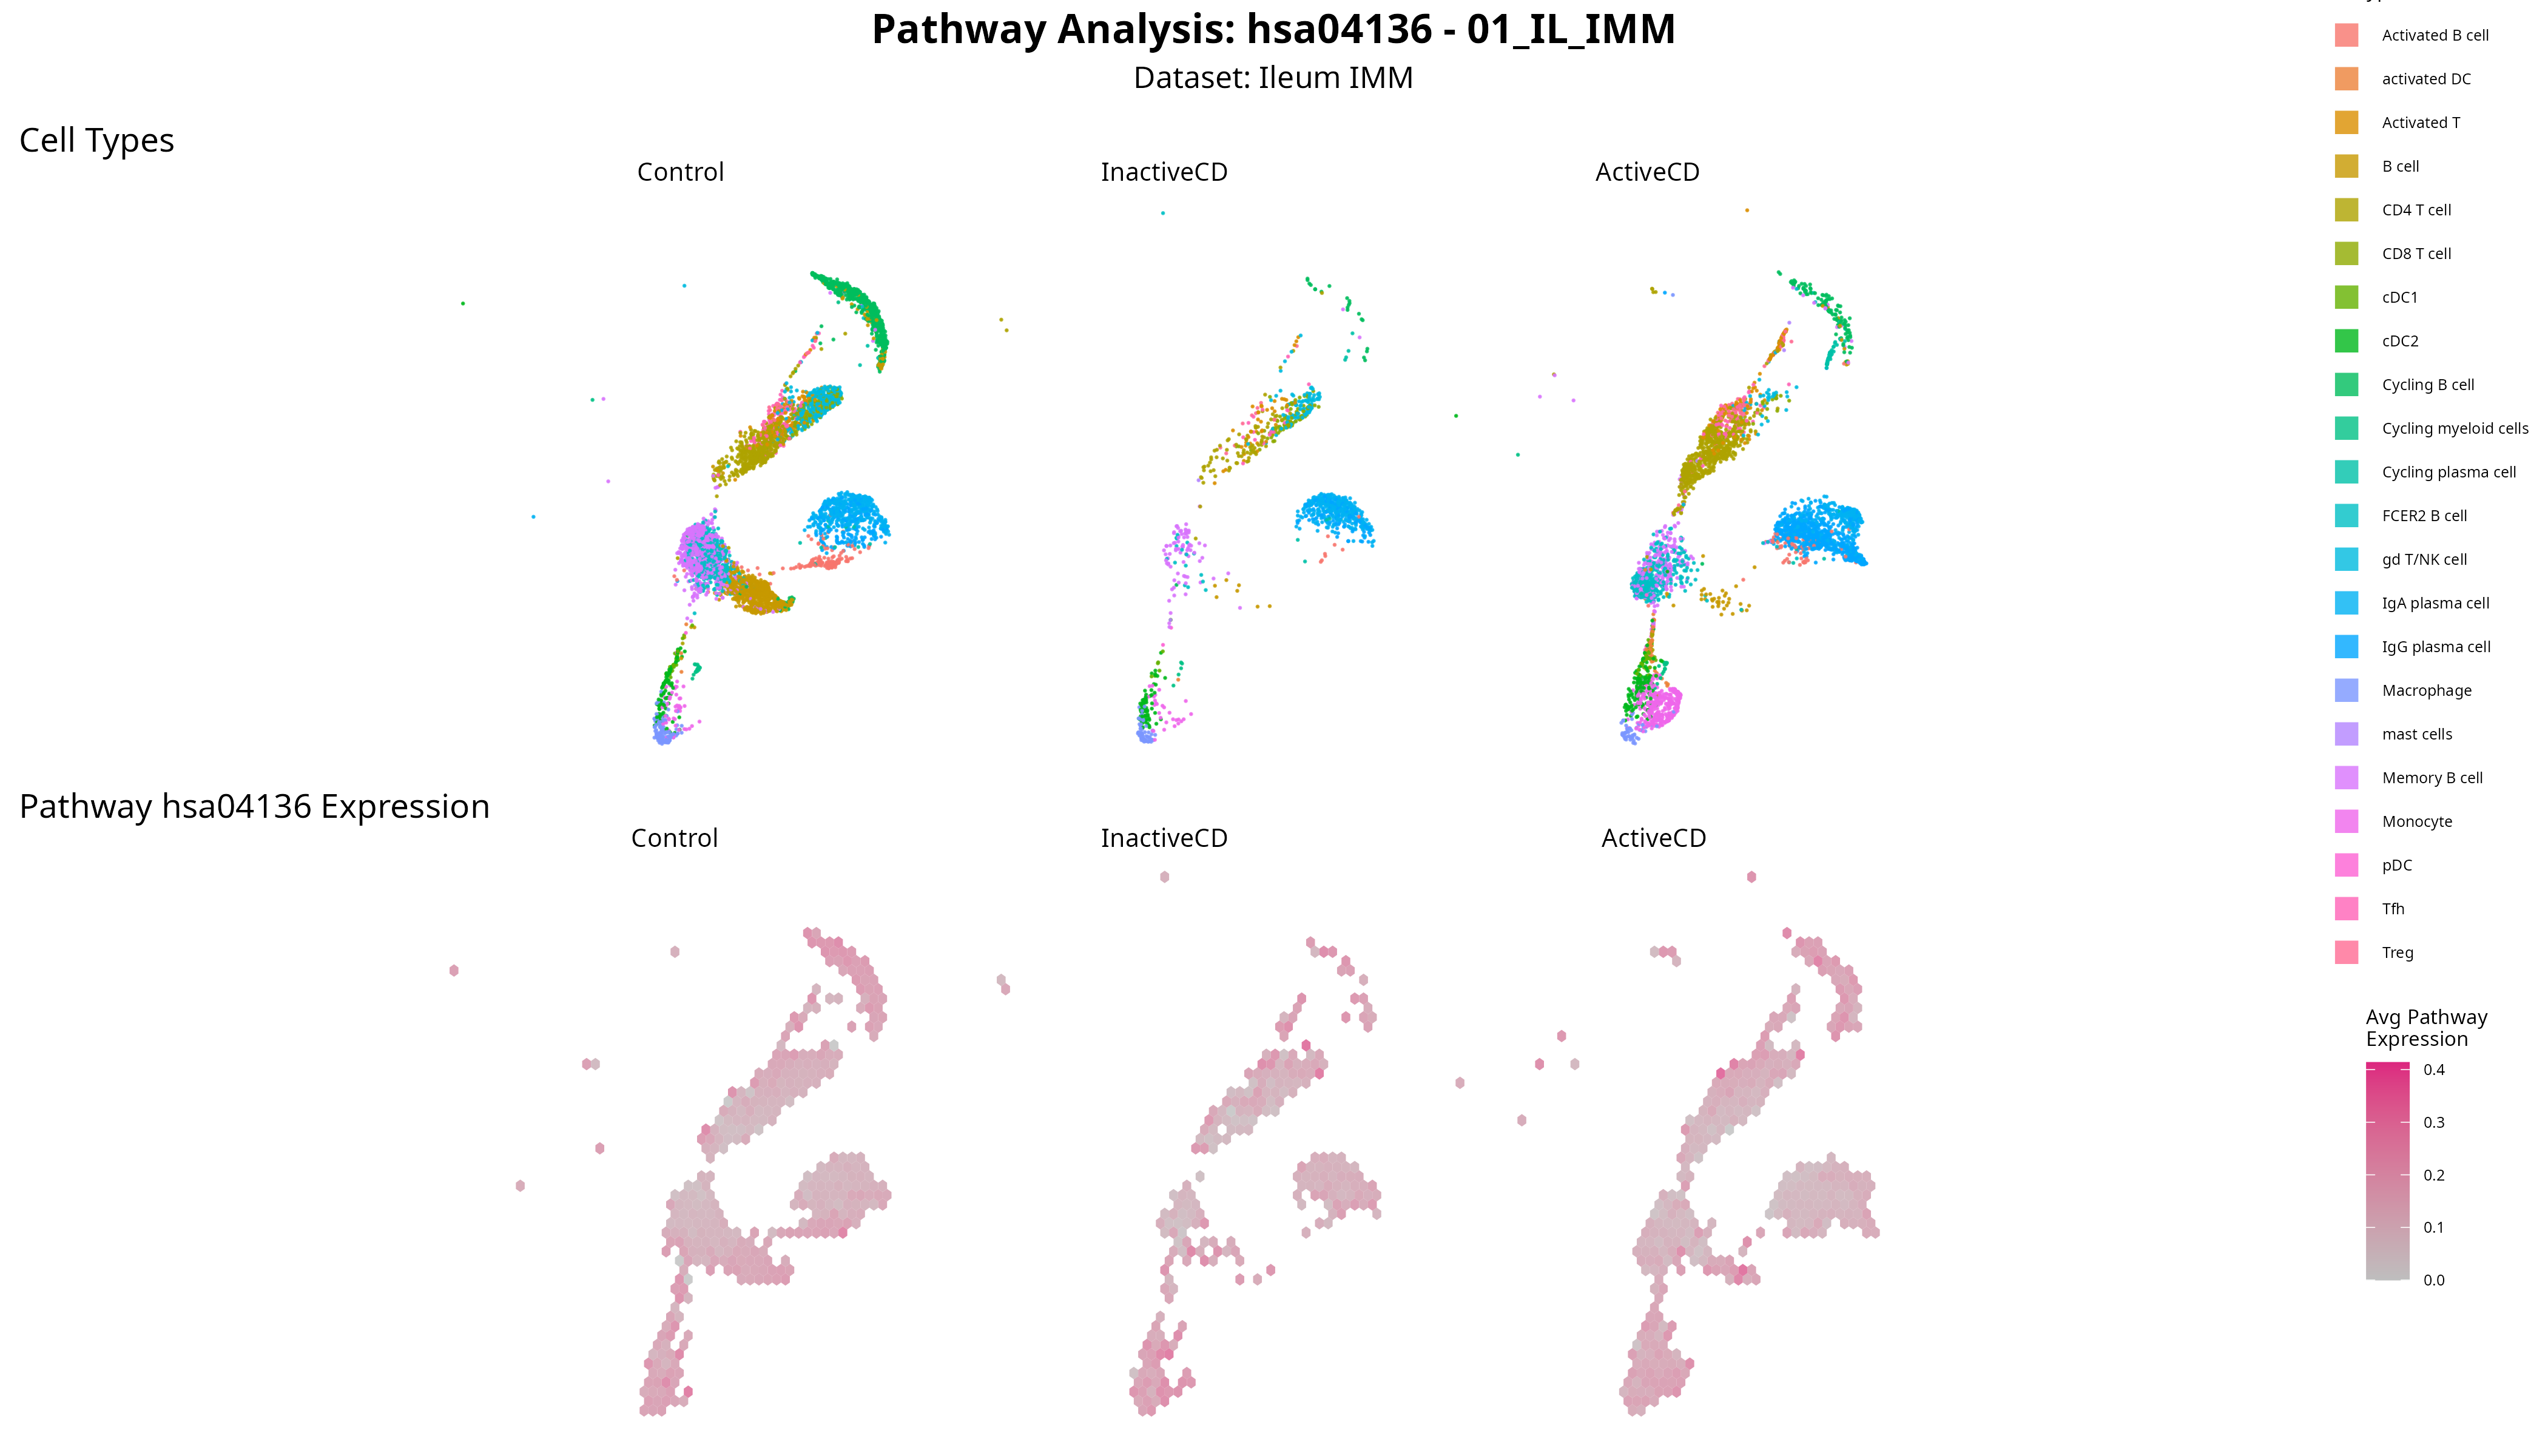 Pathway Analysis: hsa04136 - 01_IL_IMM
Dataset: Ileum IMM
Cell Types
Control
InactiveCD
ActiveCD
Pathway hsa04136 Expression
Control
InactiveCD
ActiveCD
Activated B cell
activated DC
Activated T
B cell
CD4 T cell
CD8 T cell
cDC1
cDC2
Cycling B cell
Cycling myeloid cells
Cycling plasma cell
FCER2 B cell
gd T/NK cell
IgA plasma cell
IgG plasma cell
Macrophage
mast cells
Memory B cell
Monocyte
pDC
Tfh
Treg
Avg Pathway
Expression
0.4
0.3
0.2
0.1
0.0